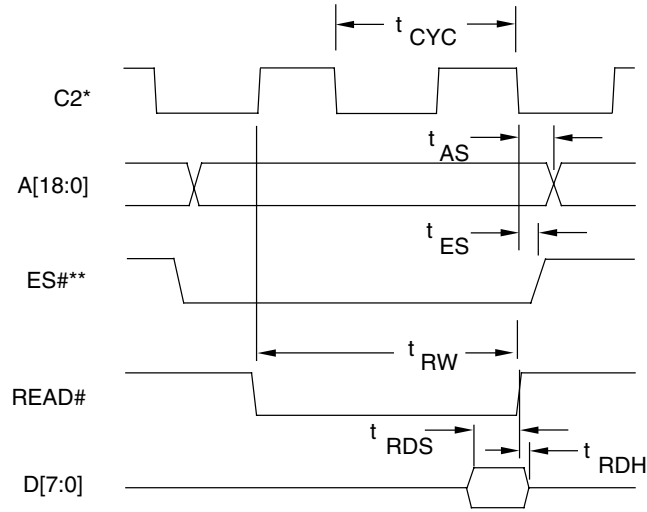 t CYC
C2*
t AS
A[18:0]
t ES
ES#**
t RW
READ#
t RDS
t RDH
D[7:0]